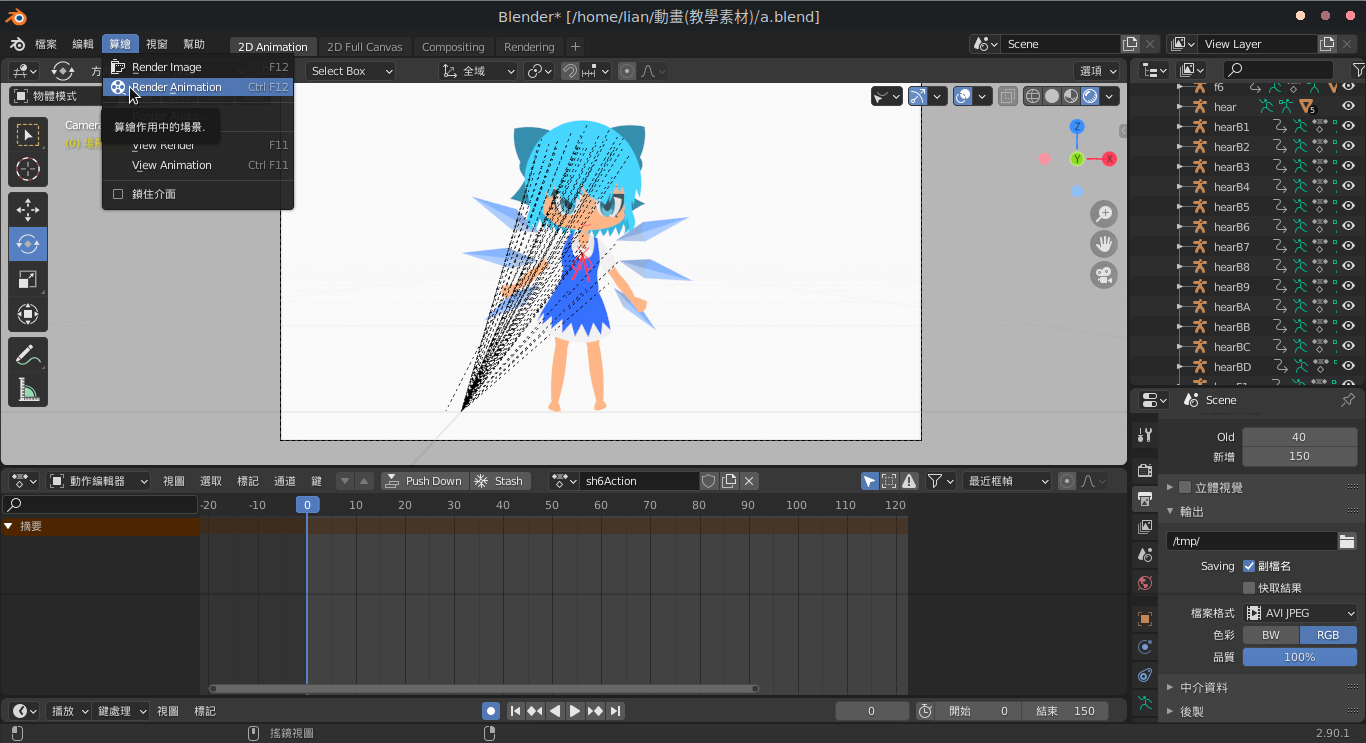 Blender* [/home/lian/動畫(教學素材)/a.blend]
檔案 編輯 算繪 視窗 幫助 2D Animation 2D Full Canvas Compositing Rendering + Scene View Layer
Render Image F12
Render Animation Ctrl F12
算繪作用中的場景.
View Render F11
View Animation Ctrl F11
鎖住介面
Select Box 全域 選項
物體模式
Camera
(0)
Z
Y X
f6
hear 5
hearB1
hearB2
hearB3
hearB4
hearB5
hearB6
hearB7
hearB8
hearB9
hearBA
hearBB
hearBC
hearBD
Scene
Old 40
新增 150
立體視覺
輸出
/tmp/
Saving 副檔名
快取結果
檔案格式 AVI JPEG
色彩 BW RGB
品質 100%
中介資料
後製
動作編輯器 視圖 選取 標記 通道 鍵 Push Down Stash sh6Action 最近框幀
-20 -10 0 10 20 30 40 50 60 70 80 90 100 110 120
摘要
播放 鍵處理 視圖 標記 0 開始 0 結束 150
搖鏡視圖 2.90.1